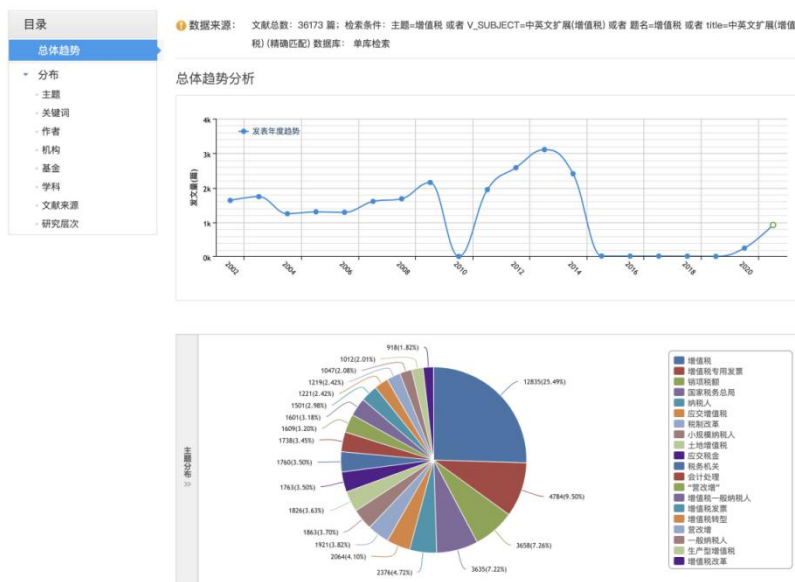 目录
总体趋势
分布
主题
关键词
作者
机构
基金
学科
文献来源
研究层次
数据来源： 文献总数：36173 篇；检索条件：主题=增值税 或者 V_SUBJECT=中英文扩展(增值税) 或者 题名=增值税 或者 title=中英文扩展(增值
税) (精确匹配) 数据库： 单库检索
总体趋势分析
发表年度趋势
发文量(篇)
4k
3k
2k
1k
0k
2002
2004
2006
2008
2010
2012
2014
2016
2018
2020
主题分布
12835(25.49%)
4784(9.50%)
3658(7.26%)
3635(7.22%)
2376(4.72%)
2064(4.10%)
1921(3.82%)
1863(3.70%)
1826(3.63%)
1763(3.50%)
1760(3.50%)
1738(3.45%)
1609(3.20%)
1601(3.18%)
1501(2.98%)
1221(2.42%)
1219(2.42%)
1047(2.08%)
1012(2.01%)
918(1.82%)
增值税
增值税专用发票
销项税额
国家税务总局
纳税人
应交增值税
税制改革
小规模纳税人
土地增值税
应交税金
税务机关
会计处理
“营改增”
增值税一般纳税人
增值税发票
增值税转型
营改增
一般纳税人
生产型增值税
增值税改革